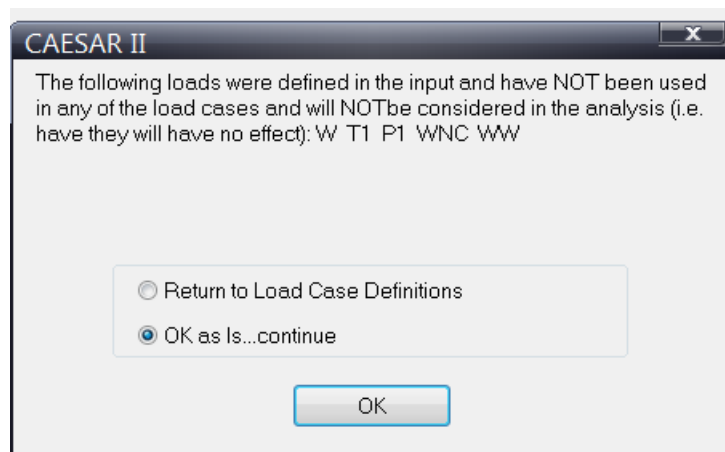 CAESAR II
x
The following loads were defined in the input and have NOT been used
in any of the load cases and will NOTbe considered in the analysis (i.e.
have they will have no effect): W T1 P1 WNC WW
Return to Load Case Definitions
OK as Is...continue
OK